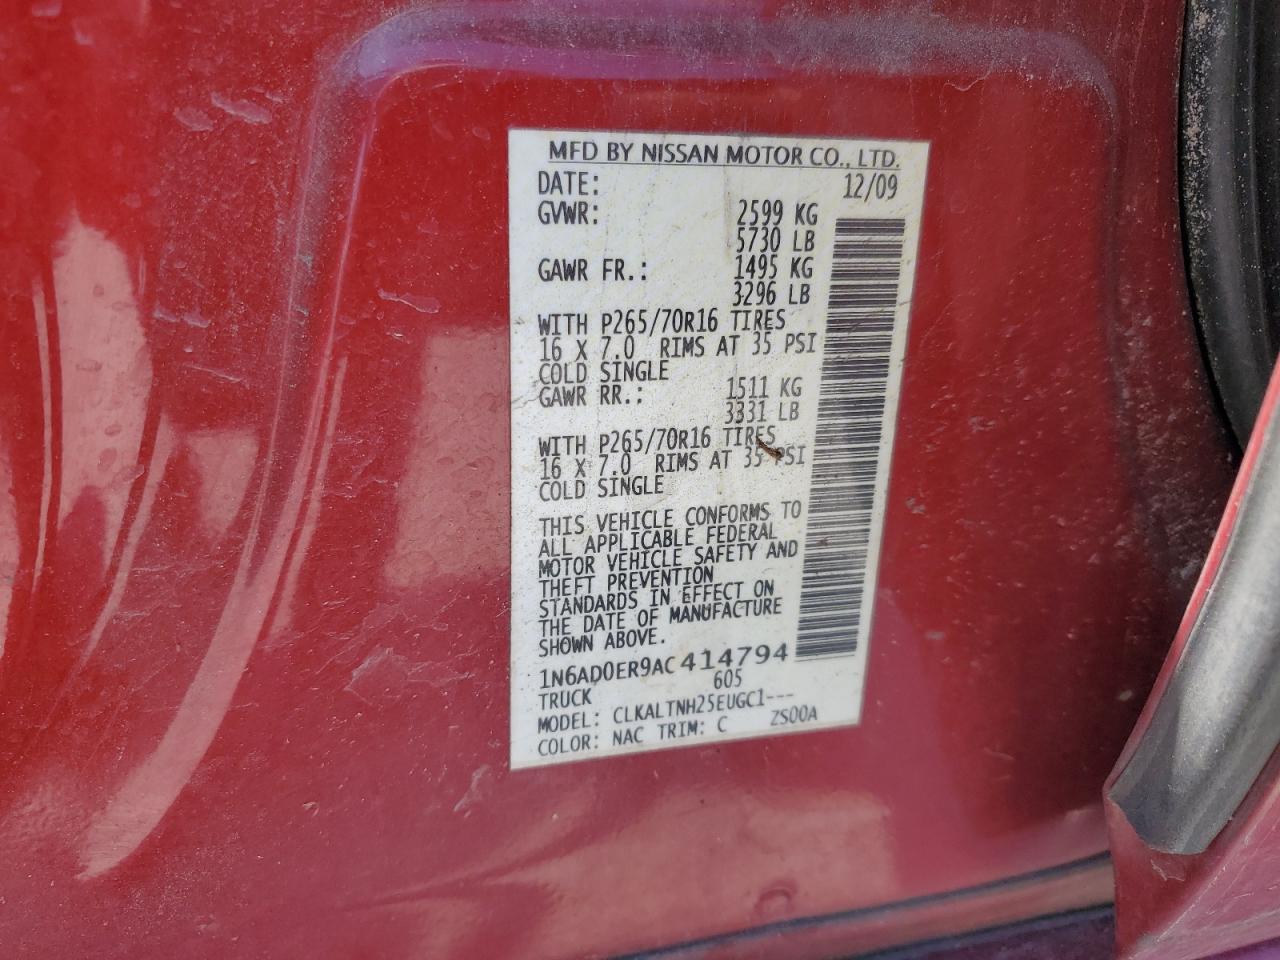 MFD BY NISSAN MOTOR CO., LTD.
DATE: 12/09
GVWR: 2599 KG
5730 LB
GAWR FR.: 1495 KG
3296 LB
WITH P265/70R16 TIRES
16 X 7.0 RIMS AT 35 PSI
COLD SINGLE
GAWR RR.: 1511 KG
3331 LB
WITH P265/70R16 TIRES
16 X 7.0 RIMS AT 35 PSI
COLD SINGLE
THIS VEHICLE CONFORMS TO
ALL APPLICABLE FEDERAL
MOTOR VEHICLE SAFETY AND
THEFT PREVENTION
STANDARDS IN EFFECT ON
THE DATE OF MANUFACTURE
SHOWN ABOVE.
1N6AD0ER9AC414794
TRUCK 605
MODEL: CLKALTNH25EUGC1---
COLOR: NAC TRIM: C ZS00A